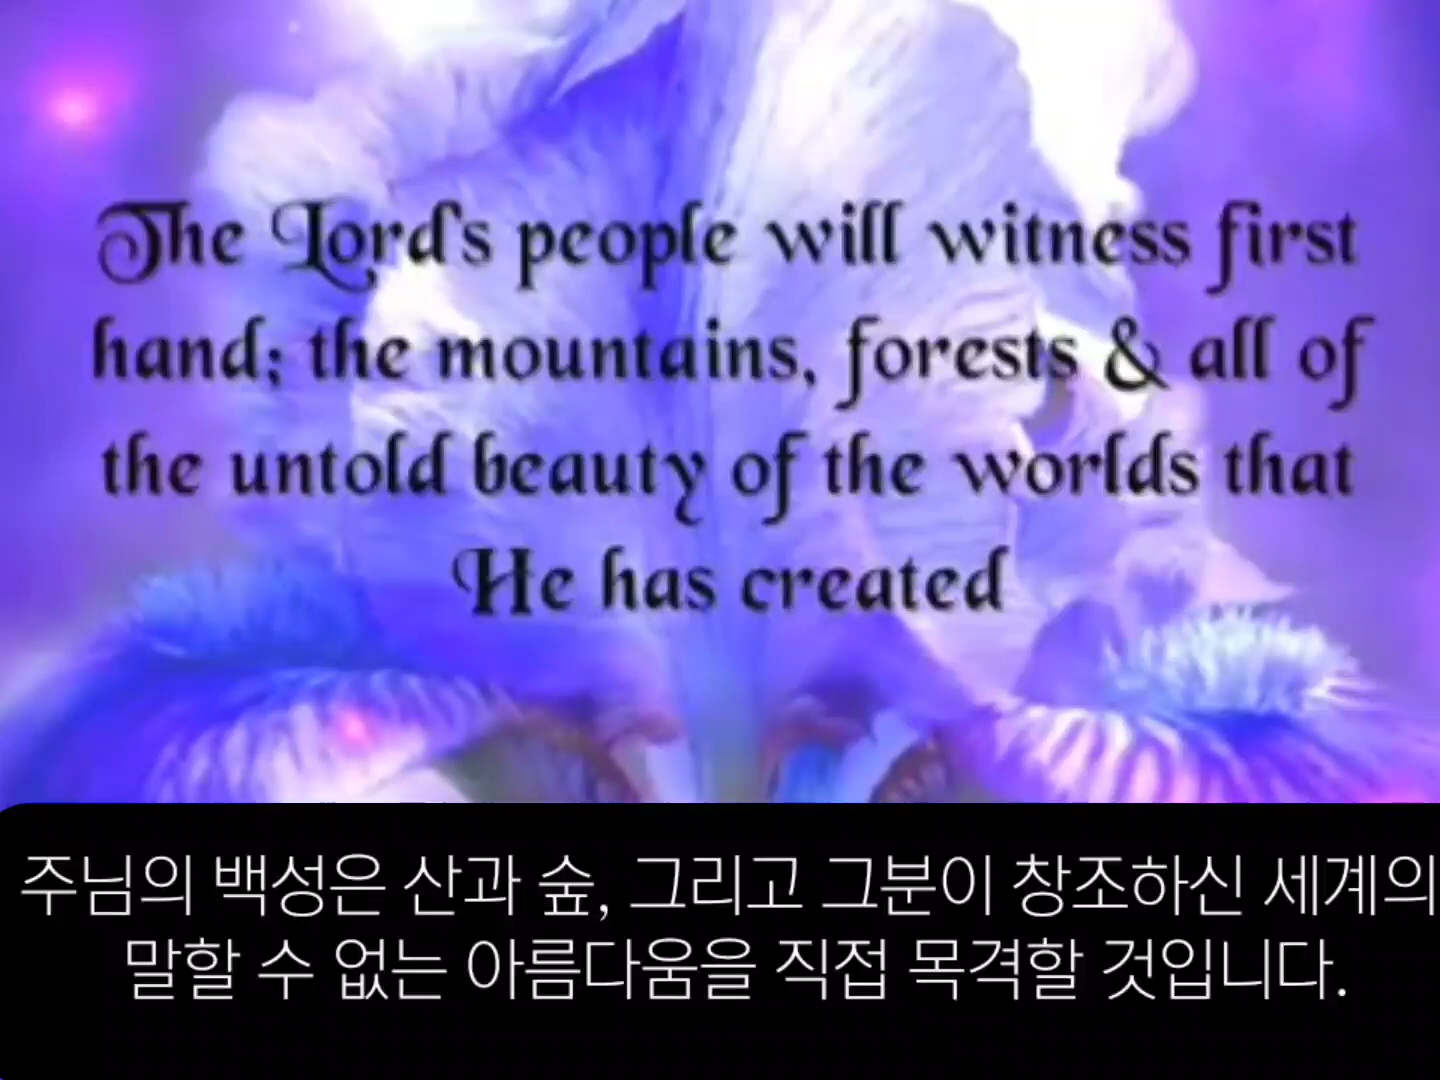 The Lord's people will witness first
hand; the mountains, forests & all of
the untold beauty of the worlds that
He has created
주님의 백성은 산과 숲, 그리고 그분이 창조하신 세계의
말할 수 없는 아름다움을 직접 목격할 것입니다.